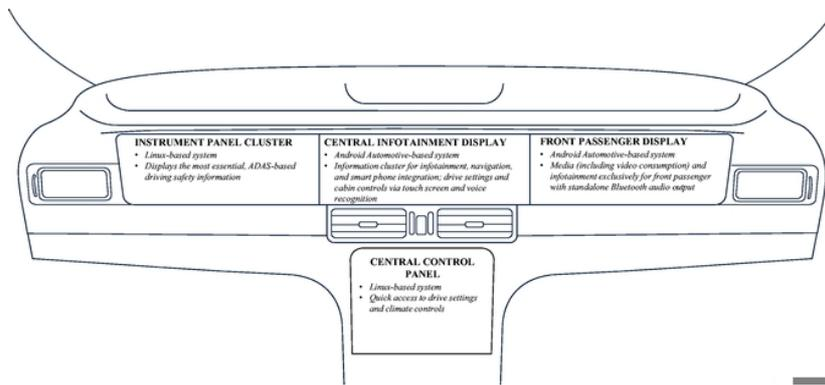 INSTRUMENT PANEL CLUSTER
• Linux-based system
• Displays the most essential, ADAS-based
driving safety information
CENTRAL INFOTAINMENT DISPLAY
• Android Automotive-based system
• Information cluster for infotainment, navigation,
and smart phone integration; drive settings and
cabin controls via touch screen and voice
recognition
FRONT PASSENGER DISPLAY
• Android Automotive-based system
• Media (including video consumption) and
infotainment exclusively for front passenger
with standalone Bluetooth audio output
CENTRAL CONTROL
PANEL
• Linux-based system
• Quick access to drive settings
and climate controls